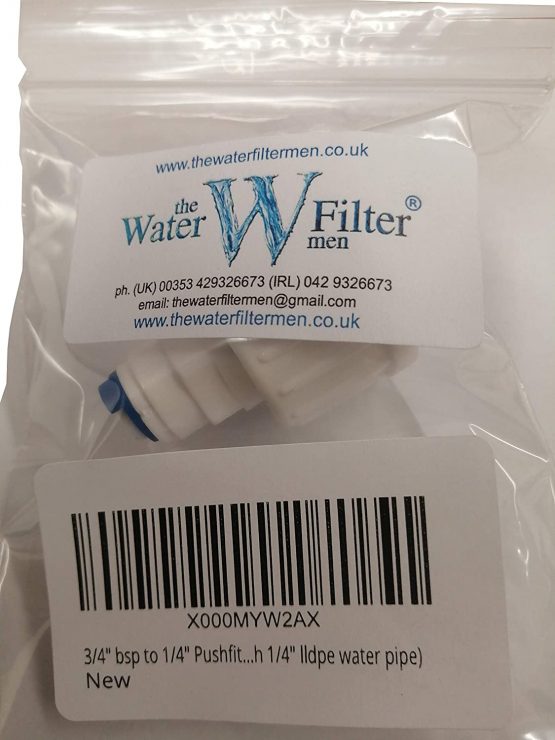 www.thewaterfiltermen.co.uk
the
Water W Filter®
men
ph. (UK) 00353 429326673 (IRL) 042 9326673
email: thewaterfiltermen@gmail.com
www.thewaterfiltermen.co.uk
X000MYW2AX
3/4" bsp to 1/4" Pushfit...h 1/4" lldpe water pipe)
New